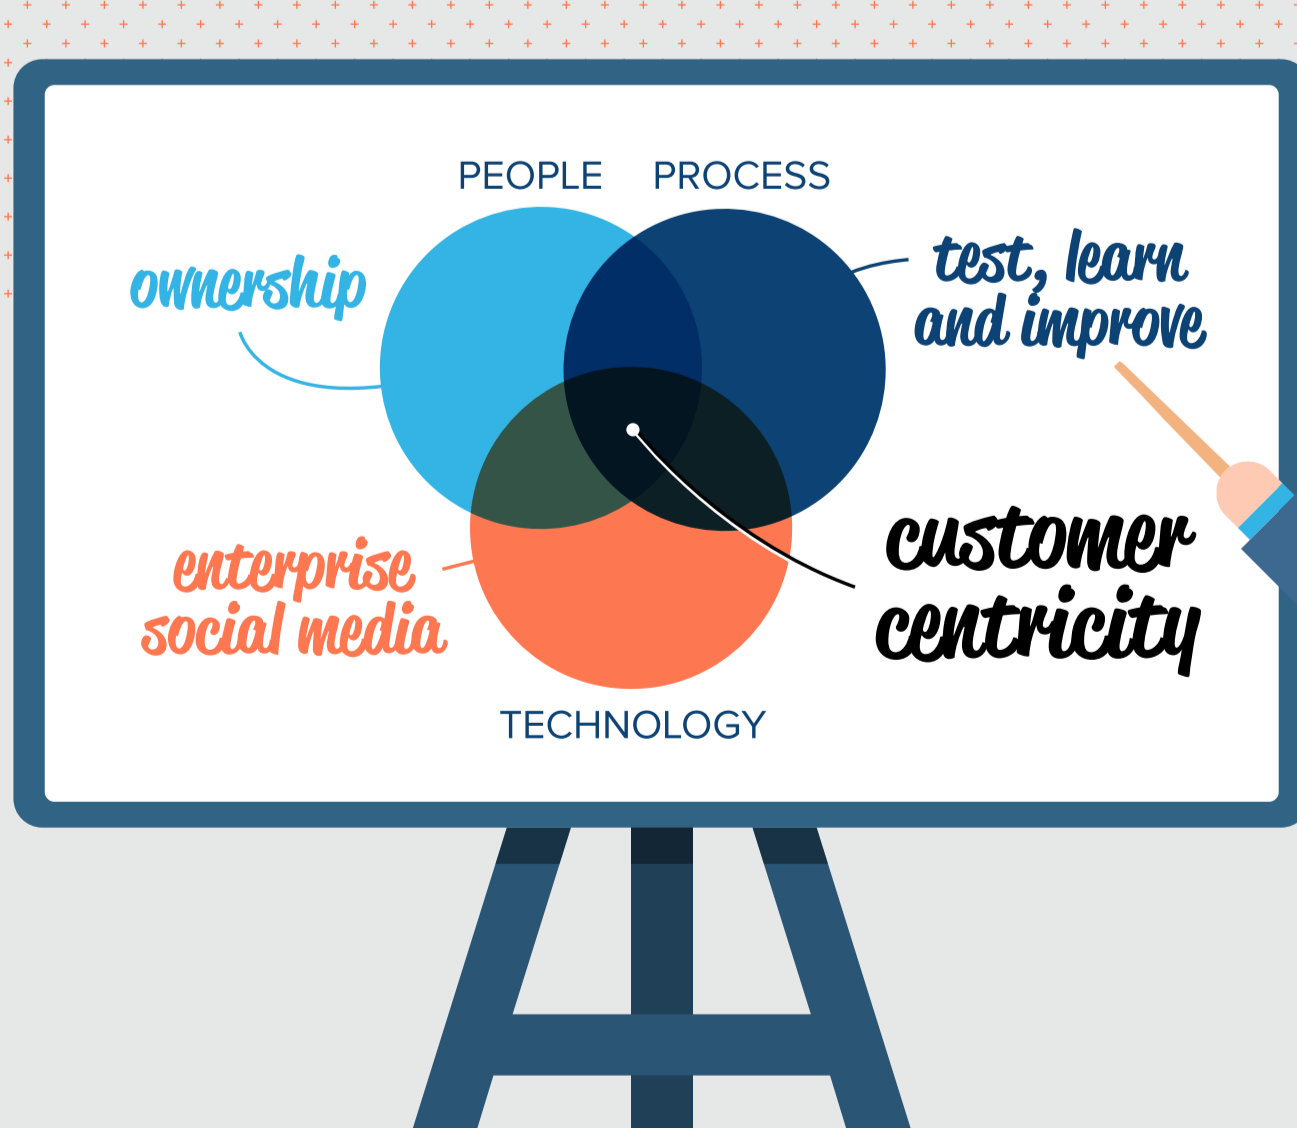 PEOPLE PROCESS
ownership
test, learn
and improve
enterprise
social media
customer
centricity
TECHNOLOGY